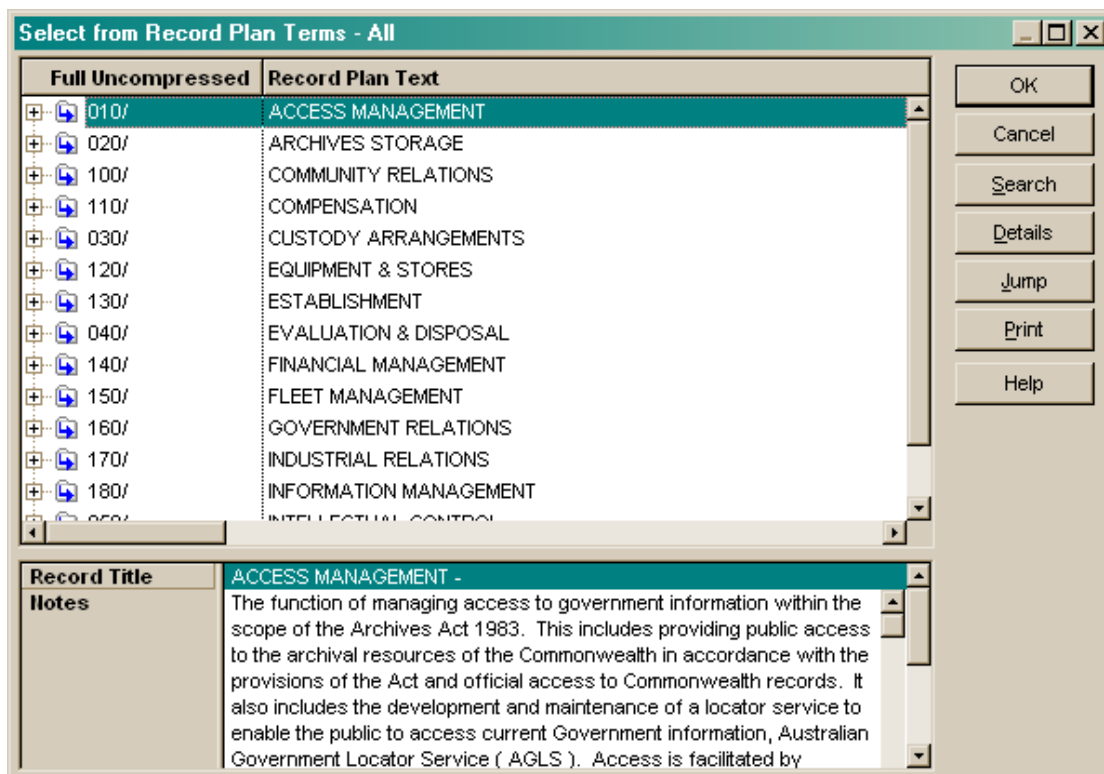 Select from Record Plan Terms - All
Full Uncompressed Record Plan Text
010/ ACCESS MANAGEMENT
020/ ARCHIVES STORAGE
100/ COMMUNITY RELATIONS
110/ COMPENSATION
030/ CUSTODY ARRANGEMENTS
120/ EQUIPMENT & STORES
130/ ESTABLISHMENT
040/ EVALUATION & DISPOSAL
140/ FINANCIAL MANAGEMENT
150/ FLEET MANAGEMENT
160/ GOVERNMENT RELATIONS
170/ INDUSTRIAL RELATIONS
180/ INFORMATION MANAGEMENT
INTELLECTUAL CONTROL
OK
Cancel
Search
Details
Jump
Print
Help
Record Title ACCESS MANAGEMENT -
Notes The function of managing access to government information within the
scope of the Archives Act 1983.  This includes providing public access
to the archival resources of the Commonwealth in accordance with the
provisions of the Act and official access to Commonwealth records.  It
also includes the development and maintenance of a locator service to
enable the public to access current Government information, Australian
Government Locator Service ( AGLS ).  Access is facilitated by